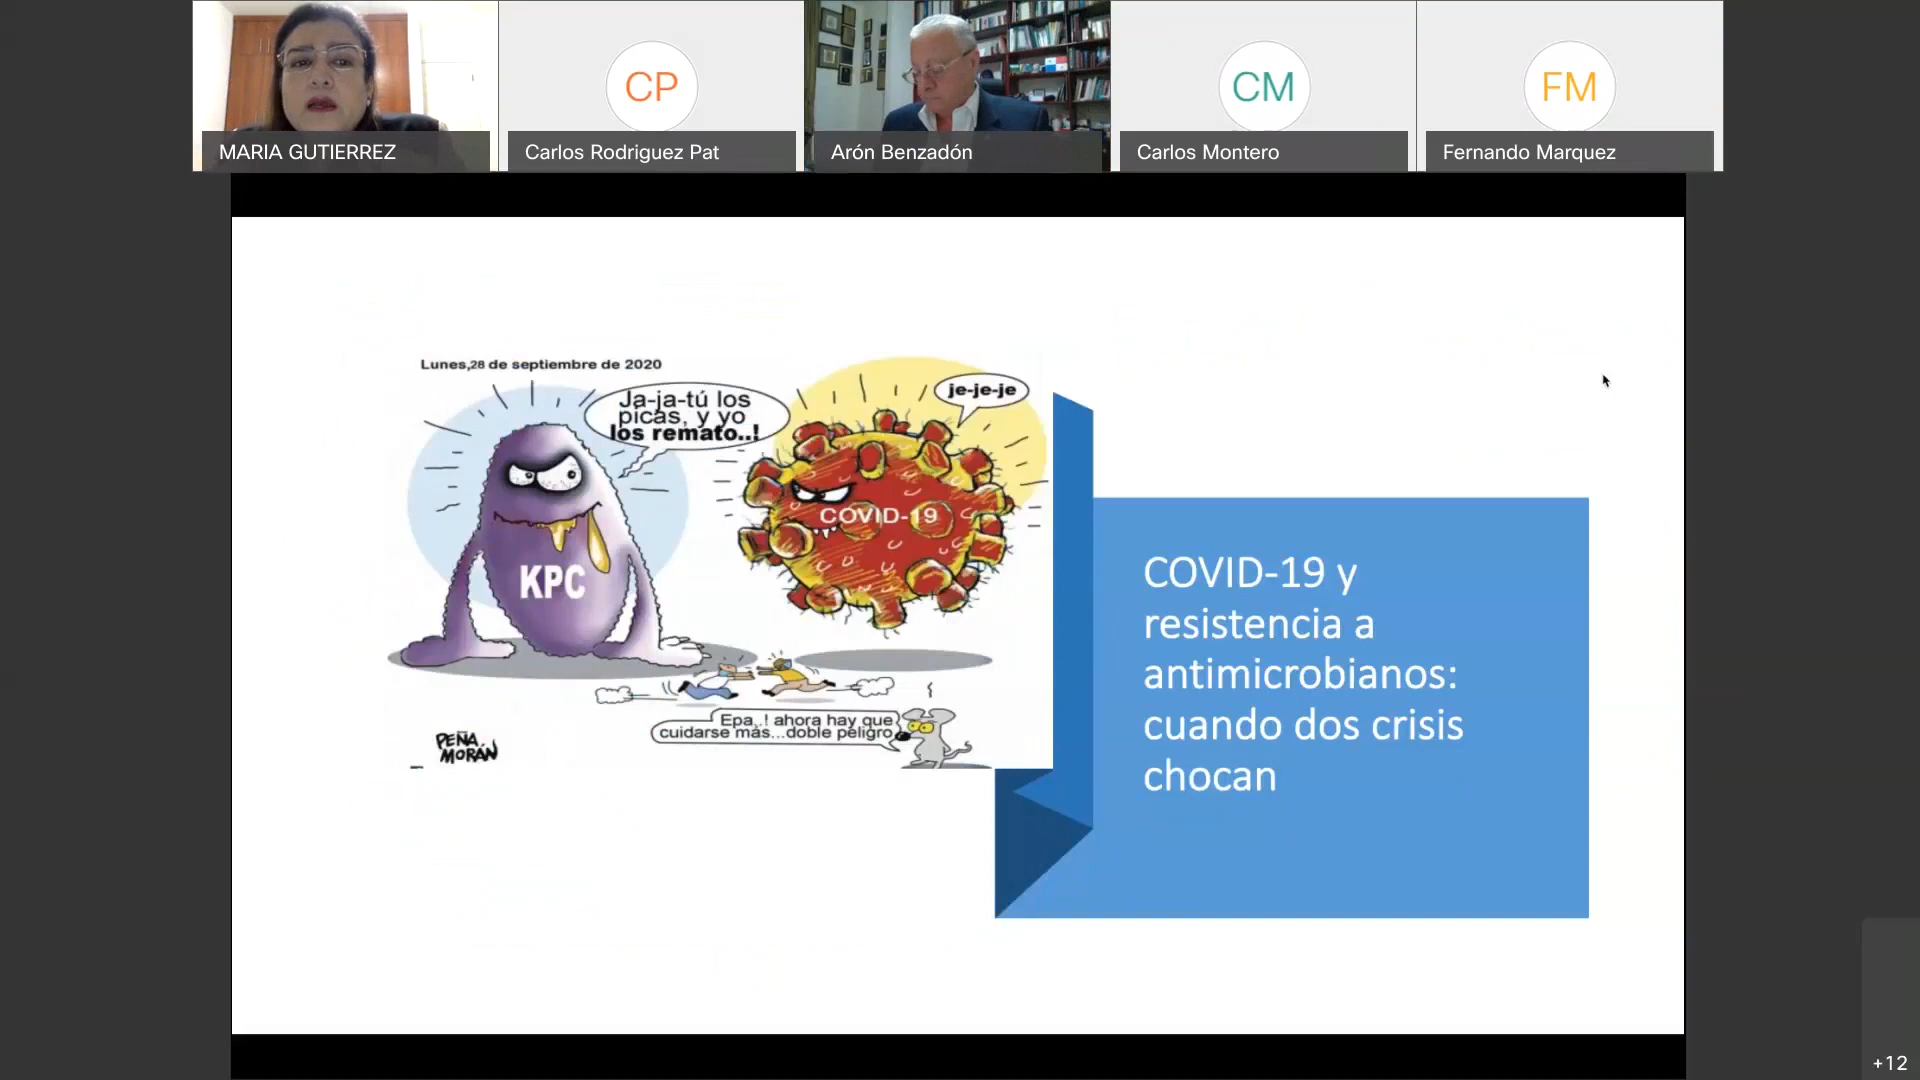 MARIA GUTIERREZ
CP
Carlos Rodriguez Pat
Arón Benzadón
CM
Carlos Montero
FM
Fernando Marquez
Lunes,28 de septiembre de 2020
Ja-ja-tú los
picas, y yo
los remato..!
je-je-je
KPC
COVID-19
Epa..! ahora hay que
cuidarse más...doble peligro
PEÑA
MORÁN
COVID-19 y
resistencia a
antimicrobianos:
cuando dos crisis
chocan
+12